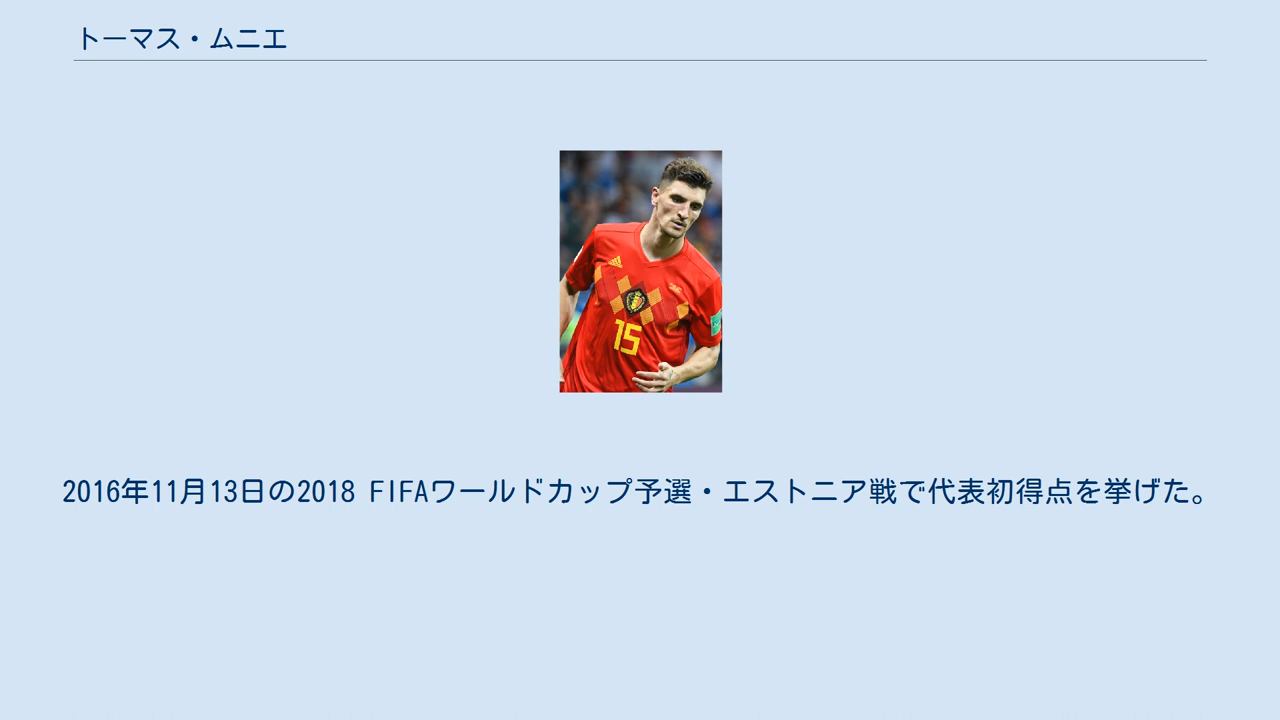 トーマス・ムニエ
15
2016年11月13日の2018 FIFAワールドカップ予選・エストニア戦で代表初得点を挙げた。